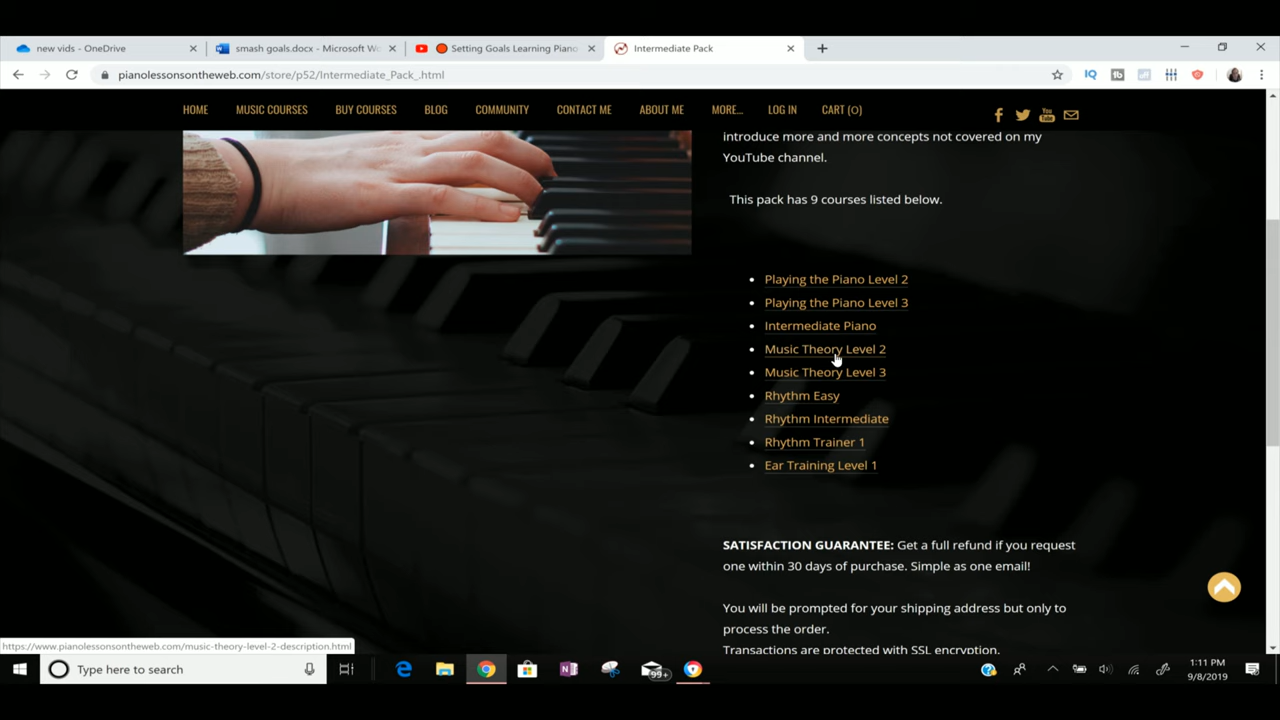 new vids - OneDrive
smash goals.docx - Microsoft Wo
Setting Goals Learning Piano
Intermediate Pack
pianolessonsontheweb.com/store/p52/Intermediate_Pack_.html
HOME MUSIC COURSES BUY COURSES BLOG COMMUNITY CONTACT ME ABOUT ME MORE... LOG IN CART (0)
introduce more and more concepts not covered on my
YouTube channel.
This pack has 9 courses listed below.
• Playing the Piano Level 2
• Playing the Piano Level 3
• Intermediate Piano
• Music Theory Level 2
• Music Theory Level 3
• Rhythm Easy
• Rhythm Intermediate
• Rhythm Trainer 1
• Ear Training Level 1
SATISFACTION GUARANTEE: Get a full refund if you request
one within 30 days of purchase. Simple as one email!
You will be prompted for your shipping address but only to
process the order.
Transactions are protected with SSL encryption.
https://www.pianolessonsontheweb.com/music-theory-level-2-description.html
Type here to search
99+
1:11 PM
9/8/2019